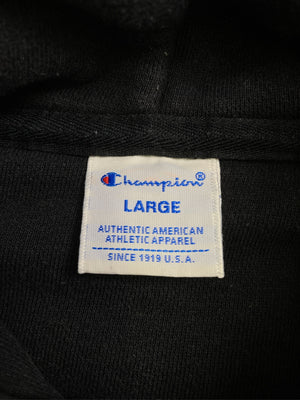 Champion®
LARGE
AUTHENTIC AMERICAN
ATHLETIC APPAREL
SINCE 1919 U.S.A.